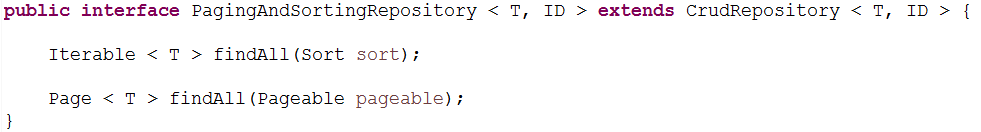 public interface PagingAndSortingRepository < T, ID > extends CrudRepository < T, ID > {
Iterable < T > findAll(Sort sort);
Page < T > findAll(Pageable pageable);
}